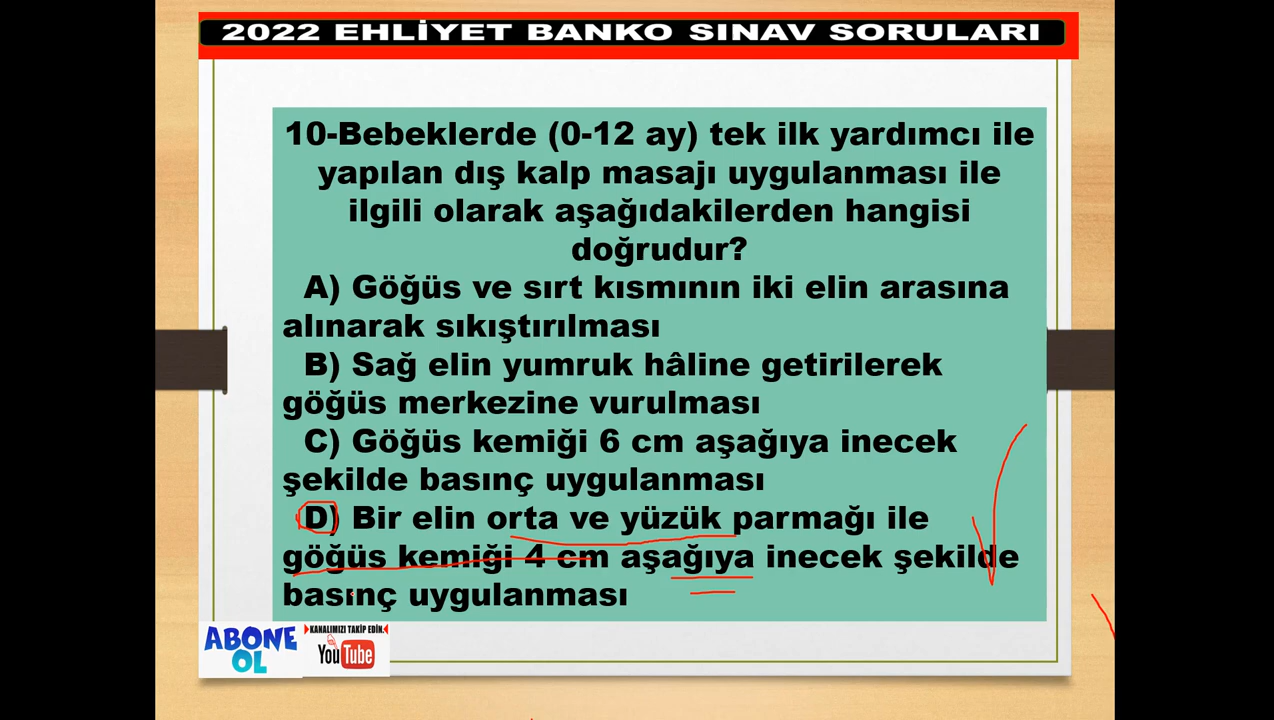 2022 EHLİYET BANKO SINAV SORULARI
10-Bebeklerde (0-12 ay) tek ilk yardımcı ile
yapılan dış kalp masajı uygulanması ile
ilgili olarak aşağıdakilerden hangisi
doğrudur?
A) Göğüs ve sırt kısmının iki elin arasına
alınarak sıkıştırılması
B) Sağ elin yumruk hâline getirilerek
göğüs merkezine vurulması
C) Göğüs kemiği 6 cm aşağıya inecek
şekilde basınç uygulanması
D) Bir elin orta ve yüzük parmağı ile
göğüs kemiği 4 cm aşağıya inecek şekilde
basınç uygulanması
ABONE
OL
KANALIMIZI TAKİP EDİN.
YouTube